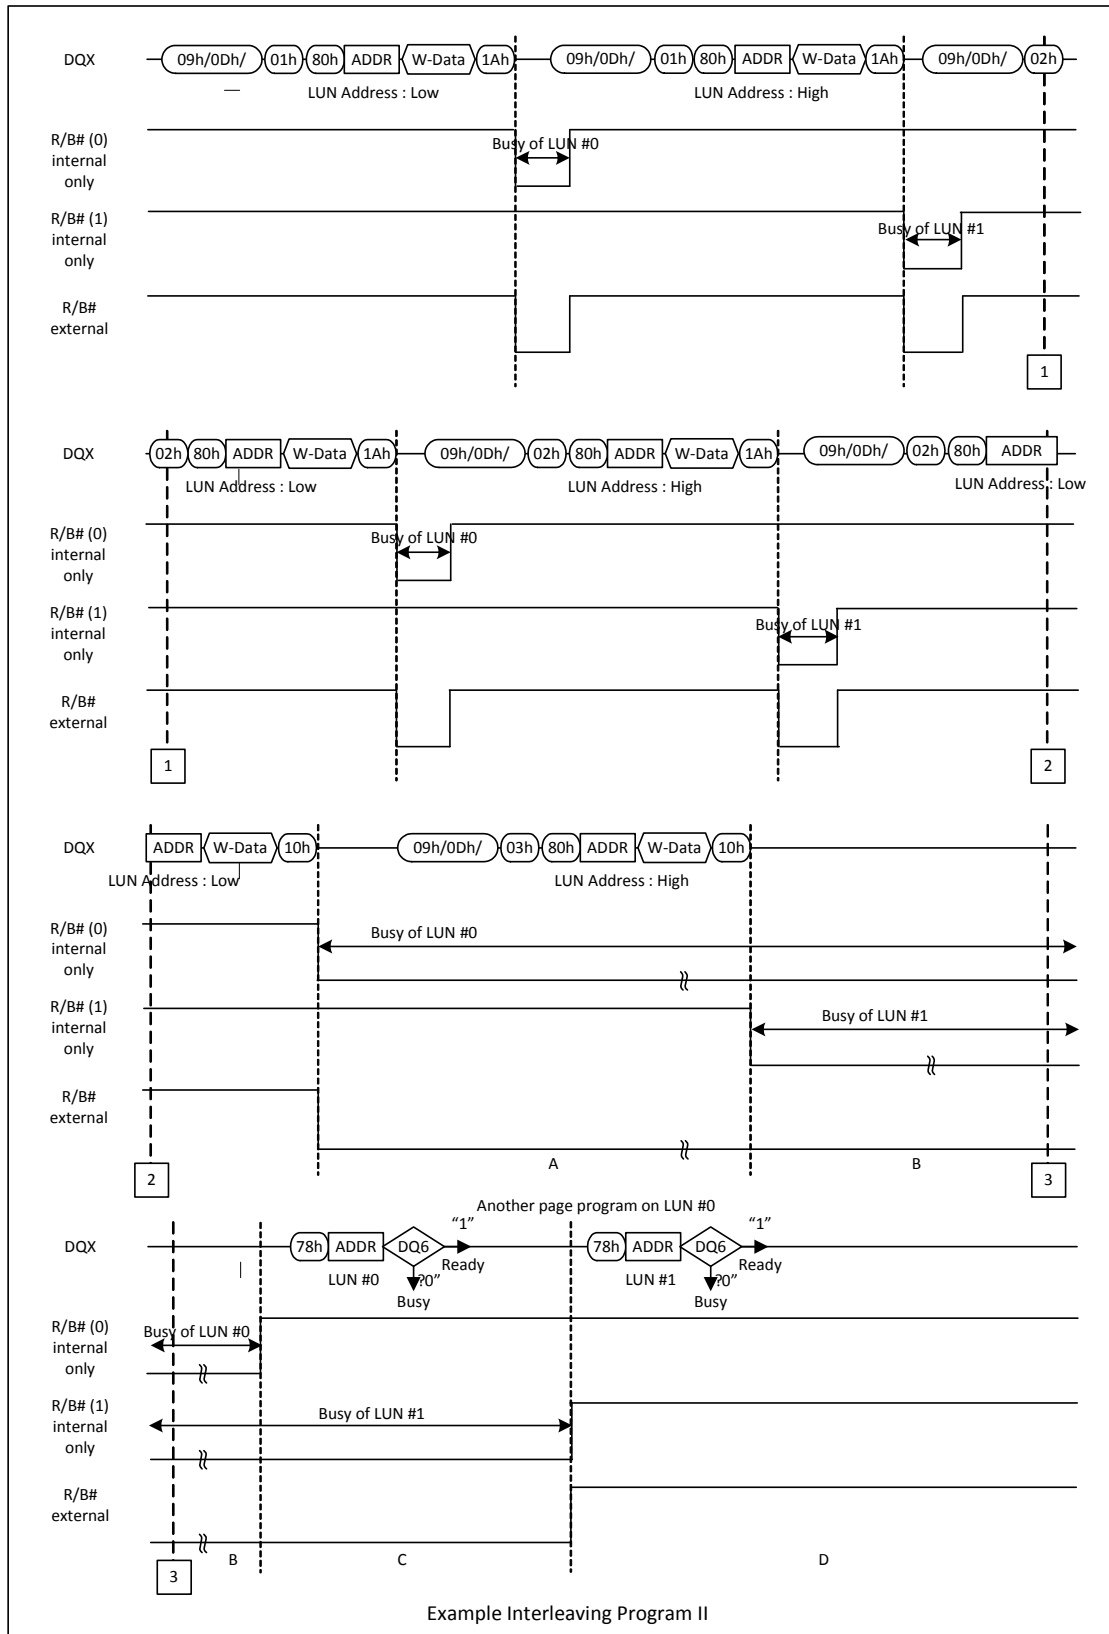 DQX 09h/0Dh/ 01h 80h ADDR W-Data 1Ah 09h/0Dh/ 01h 80h ADDR W-Data 1Ah 09h/0Dh/ 02h
LUN Address : Low LUN Address : High
R/B# (0)
internal
only
Busy of LUN #0
R/B# (1)
internal
only
Busy of LUN #1
R/B#
external
1
DQX 02h 80h ADDR W-Data 1Ah 09h/0Dh/ 02h 80h ADDR W-Data 1Ah 09h/0Dh/ 02h 80h ADDR
LUN Address : Low LUN Address : High LUN Address : Low
R/B# (0)
internal
only
Busy of LUN #0
R/B# (1)
internal
only
Busy of LUN #1
R/B#
external
1 2
DQX ADDR W-Data 10h 09h/0Dh/ 03h 80h ADDR W-Data 10h
LUN Address : Low LUN Address : High
R/B# (0)
internal
only
Busy of LUN #0
R/B# (1)
internal
only
Busy of LUN #1
R/B#
external
A B
2 3
Another page program on LUN #0
"1" "1"
DQX 78h ADDR DQ6 78h ADDR DQ6
Ready Ready
LUN #0 ?0" LUN #1 ?0"
Busy Busy
R/B# (0)
internal
only
Busy of LUN #0
R/B# (1)
internal
only
Busy of LUN #1
R/B#
external
B C D
3
Example Interleaving Program II